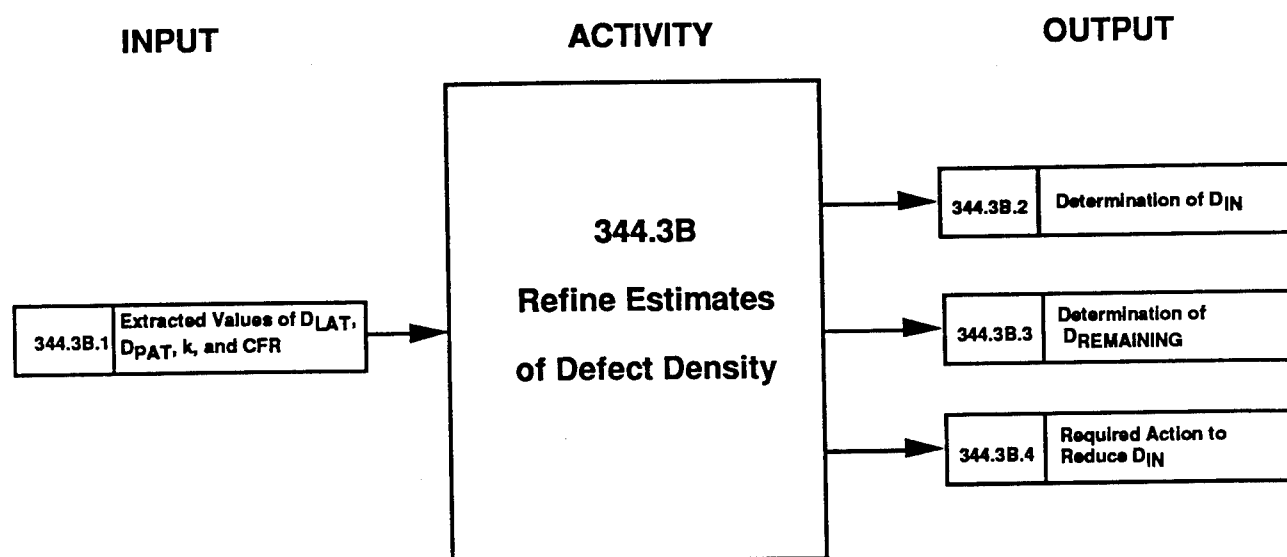 INPUT
ACTIVITY
OUTPUT
344.3B.1
Extracted Values of DLAT,
DPAT, k, and CFR
344.3B
Refine Estimates
of Defect Density
344.3B.2
Determination of DIN
344.3B.3
Determination of
DREMAINING
344.3B.4
Required Action to
Reduce DIN